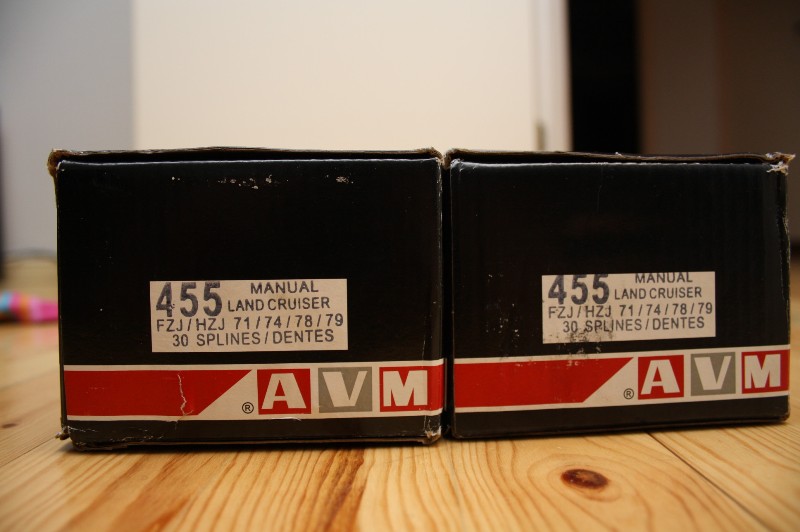 455 MANUAL
LAND CRUISER
FZJ/HZJ 71/74/78/79
30 SPLINES/DENTES
® AVM
455 MANUAL
LAND CRUISER
FZJ/HZJ 71/74/78/79
30 SPLINES/DENTES
® AVM